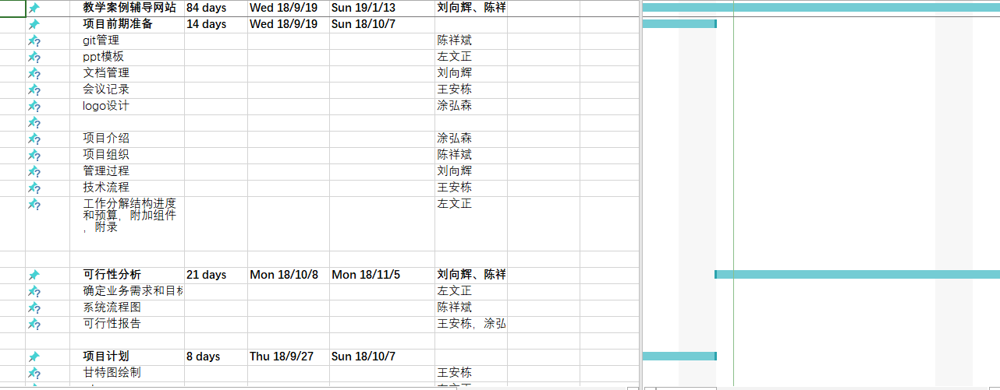 教学案例辅导网站 84 days Wed 18/9/19 Sun 19/1/13 刘向辉、陈祥
项目前期准备 14 days Wed 18/9/19 Sun 18/10/7
git管理 陈祥斌
ppt模板 左文正
文档管理 刘向辉
会议记录 王安栋
logo设计 涂弘森
项目介绍 涂弘森
项目组织 陈祥斌
管理过程 刘向辉
技术流程 王安栋
工作分解结构进度 左文正
和预算，附加组件
，附录
可行性分析 21 days Mon 18/10/8 Mon 18/11/5 刘向辉、陈祥
确定业务需求和目标 左文正
系统流程图 陈祥斌
可行性报告 王安栋，涂弘
项目计划 8 days Thu 18/9/27 Sun 18/10/7
甘特图绘制 王安栋